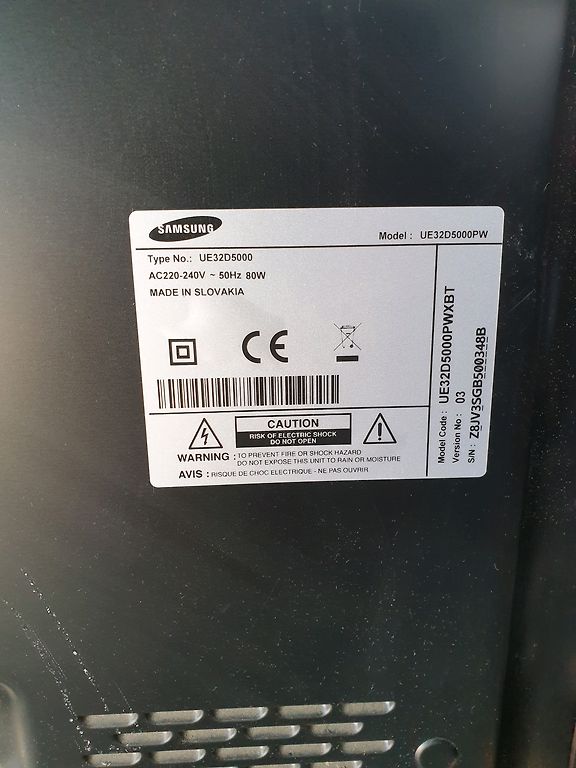 SAMSUNG
Model : UE32D5000PW
Type No.: UE32D5000
AC220-240V ~ 50Hz 80W
MADE IN SLOVAKIA
CE
CAUTION
RISK OF ELECTRIC SHOCK
DO NOT OPEN
WARNING : TO PREVENT FIRE OR SHOCK HAZARD
DO NOT EXPOSE THIS UNIT TO RAIN OR MOISTURE
AVIS : RISQUE DE CHOC ELECTRIQUE - NE PAS OUVRIR
Model Code : UE32D5000PWXBT
Version No : 03
S/N : Z8JV3SGB500348B